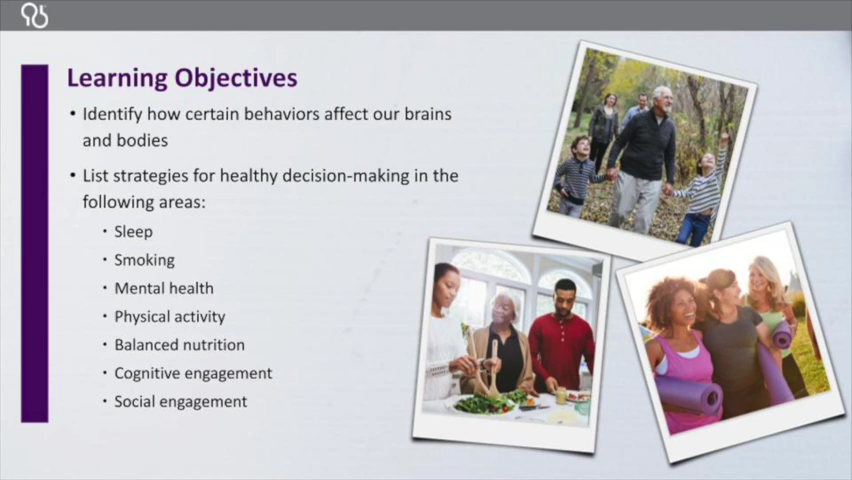 Learning Objectives
• Identify how certain behaviors affect our brains
and bodies
• List strategies for healthy decision-making in the
following areas:
• Sleep
• Smoking
• Mental health
• Physical activity
• Balanced nutrition
• Cognitive engagement
• Social engagement